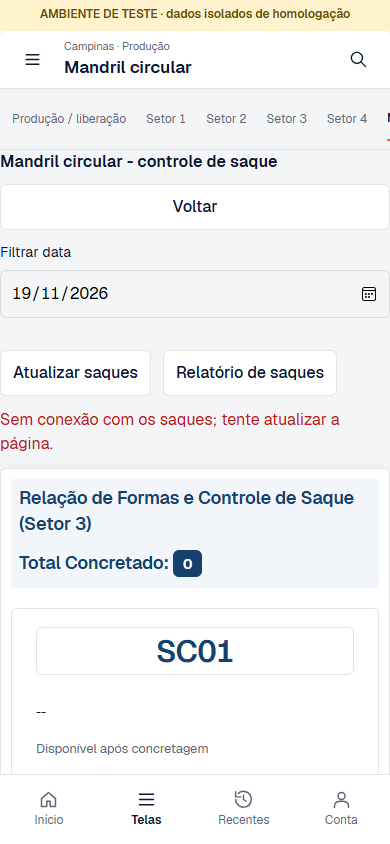 AMBIENTE DE TESTE · dados isolados de homologação
Campinas · Produção
Mandril circular
Produção / liberação Setor 1 Setor 2 Setor 3 Setor 4
Mandril circular - controle de saque
Voltar
Filtrar data
19/11/2026
Atualizar saques Relatório de saques
Sem conexão com os saques; tente atualizar a
página.
Relação de Formas e Controle de Saque
(Setor 3)
Total Concretado: 0
SC01
--
Disponível após concretagem
Início Telas Recentes Conta